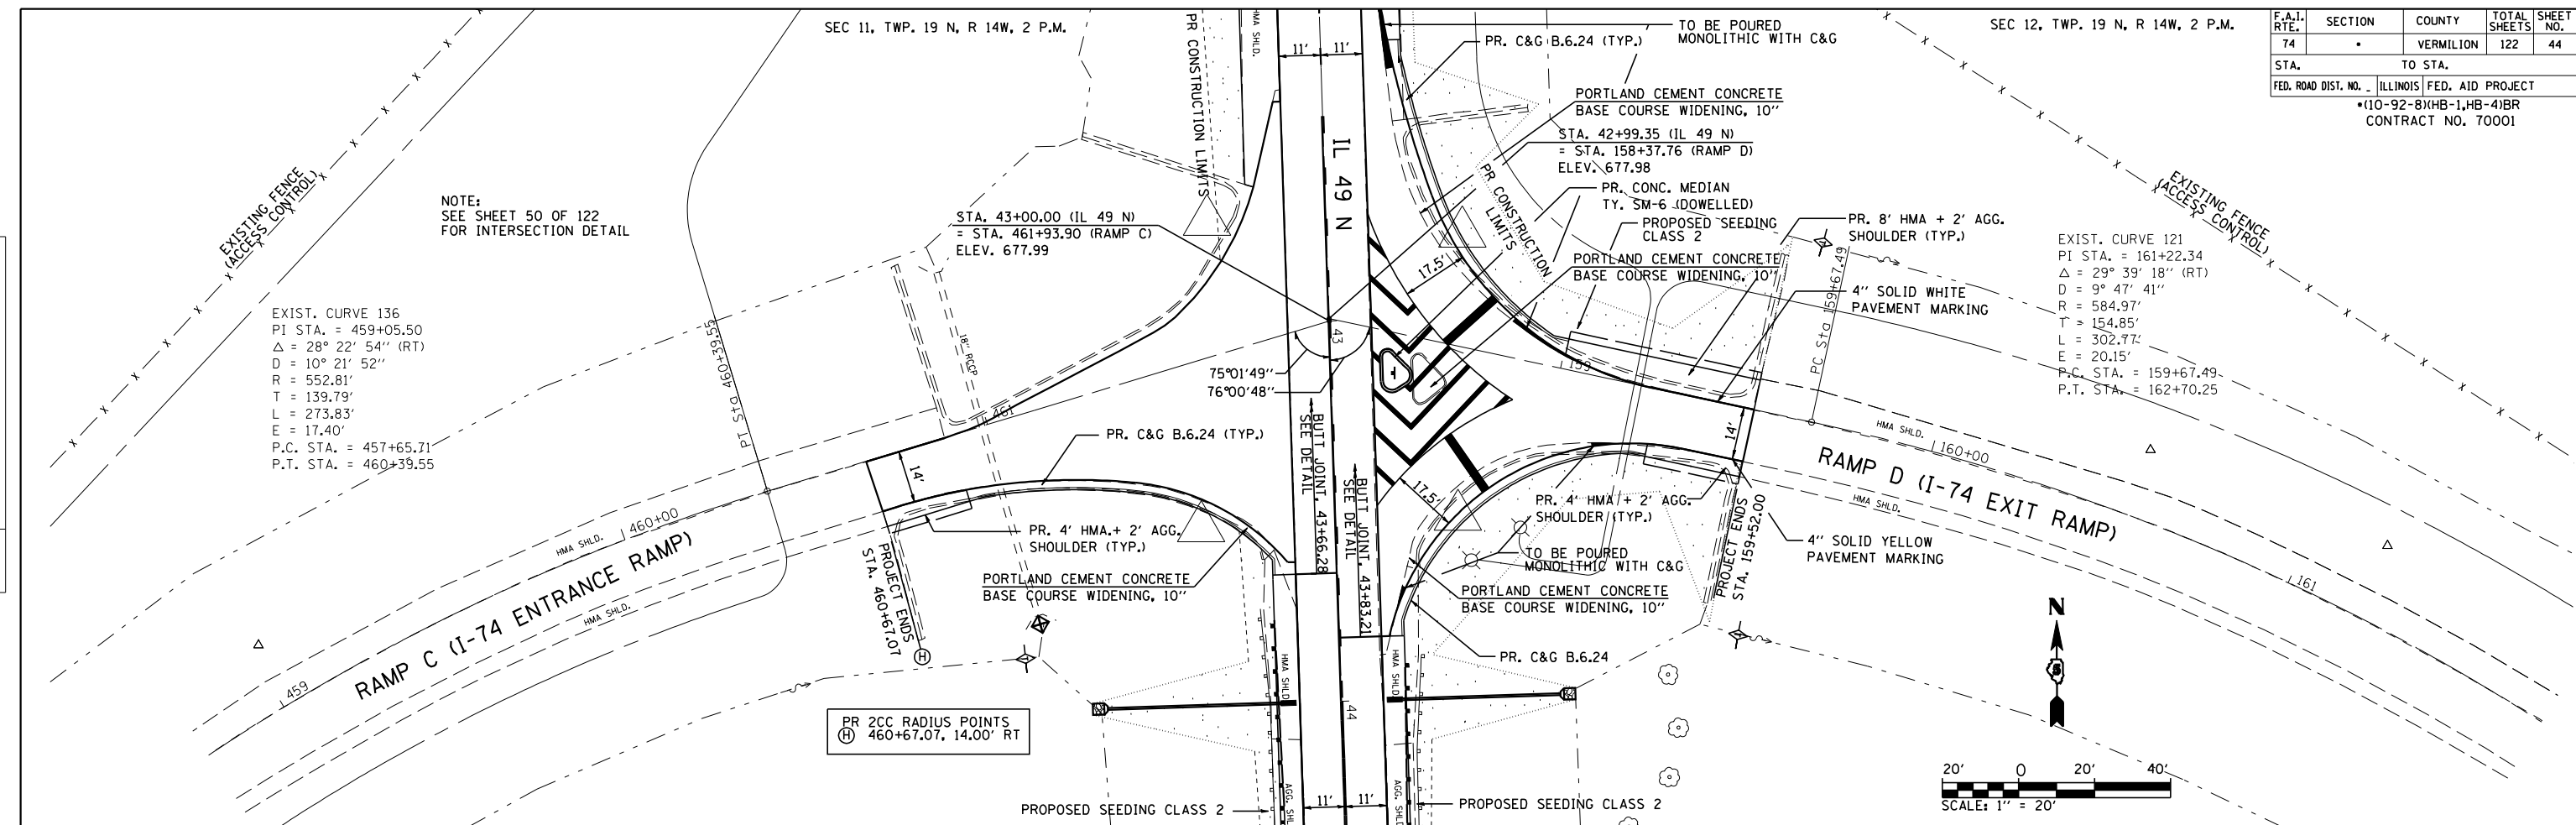 SEC 11, TWP. 19 N, R 14W, 2 P.M.
SEC 12, TWP. 19 N, R 14W, 2 P.M.
F.A.I. RTE. SECTION COUNTY TOTAL SHEETS SHEET NO.
74 • VERMILION 122 44
STA. TO STA.
FED. ROAD DIST. NO. _ ILLINOIS FED. AID PROJECT
•(10-92-8)(HB-1,HB-4)BR
CONTRACT NO. 70001
EXISTING FENCE
(ACCESS CONTROL)
NOTE:
SEE SHEET 50 OF 122
FOR INTERSECTION DETAIL
EXIST. CURVE 136
PI STA. = 459+05.50
△ = 28° 22' 54'' (RT)
D = 10° 21' 52''
R = 552.81'
T = 139.79'
L = 273.83'
E = 17.40'
P.C. STA. = 457+65.71
P.T. STA. = 460+39.55
PT Sta 460+39.55
18'' RCCP
PR CONSTRUCTION LIMITS
HMA SHLD.
11' 11'
IL 49 N
STA. 43+00.00 (IL 49 N)
= STA. 461+93.90 (RAMP C)
ELEV. 677.99
TO BE POURED
MONOLITHIC WITH C&G
PR. C&G B.6.24 (TYP.)
PORTLAND CEMENT CONCRETE
BASE COURSE WIDENING, 10''
STA. 42+99.35 (IL 49 N)
= STA. 158+37.76 (RAMP D)
ELEV. 677.98
PR CONSTRUCTION
LIMITS
PR. CONC. MEDIAN
TY. SM-6 (DOWELLED)
PROPOSED SEEDING
CLASS 2
PORTLAND CEMENT CONCRETE
BASE COURSE WIDENING, 10''
PR. 8' HMA + 2' AGG.
SHOULDER (TYP.)
4'' SOLID WHITE
PAVEMENT MARKING
PC Sta 159+67.49
EXISTING FENCE
(ACCESS CONTROL)
EXIST. CURVE 121
PI STA. = 161+22.34
△ = 29° 39' 18'' (RT)
D = 9° 47' 41''
R = 584.97'
T = 154.85'
L = 302.77'
E = 20.15'
P.C. STA. = 159+67.49
P.T. STA. = 162+70.25
17.5'
43
75°01'49''
76°00'48''
159
461
14'
14'
PR. C&G B.6.24 (TYP.)
BUTT JOINT, 43+66.28
SEE DETAIL
BUTT JOINT, 43+83.21
SEE DETAIL
17.5'
PR. 4' HMA + 2' AGG.
SHOULDER (TYP.)
PR. 4' HMA + 2' AGG.
SHOULDER (TYP.)
HMA SHLD.
160+00
RAMP D (I-74 EXIT RAMP)
HMA SHLD.
161
PROJECT ENDS
STA. 159+52.00
4'' SOLID YELLOW
PAVEMENT MARKING
TO BE POURED
MONOLITHIC WITH C&G
PORTLAND CEMENT CONCRETE
BASE COURSE WIDENING, 10''
PORTLAND CEMENT CONCRETE
BASE COURSE WIDENING, 10''
PR. C&G B.6.24
HMA SHLD.
460+00
RAMP C (I-74 ENTRANCE RAMP)
HMA SHLD.
459
PROJECT ENDS
STA. 460+67.07
H
PR 2CC RADIUS POINTS
H 460+67.07, 14.00' RT
HMA SHLD.
HMA SHLD.
44
11' 11'
AGG. SHL
AGG. SHL
PROPOSED SEEDING CLASS 2
PROPOSED SEEDING CLASS 2
N
20' 0 20' 40'
SCALE: 1'' = 20'